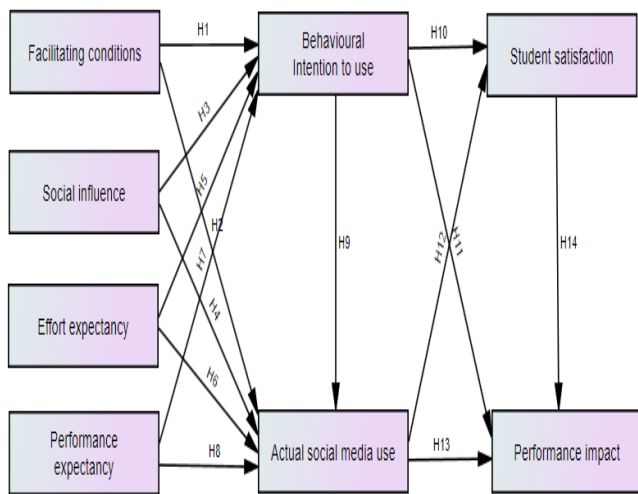 Facilitating conditions
H1
Behavioural
Intention to use
H10
Student satisfaction
H3
Social influence
H5
H2
H7
H9
H12
H11
H14
H4
Effort expectancy
H6
Performance
expectancy
H8
Actual social media use
H13
Performance impact